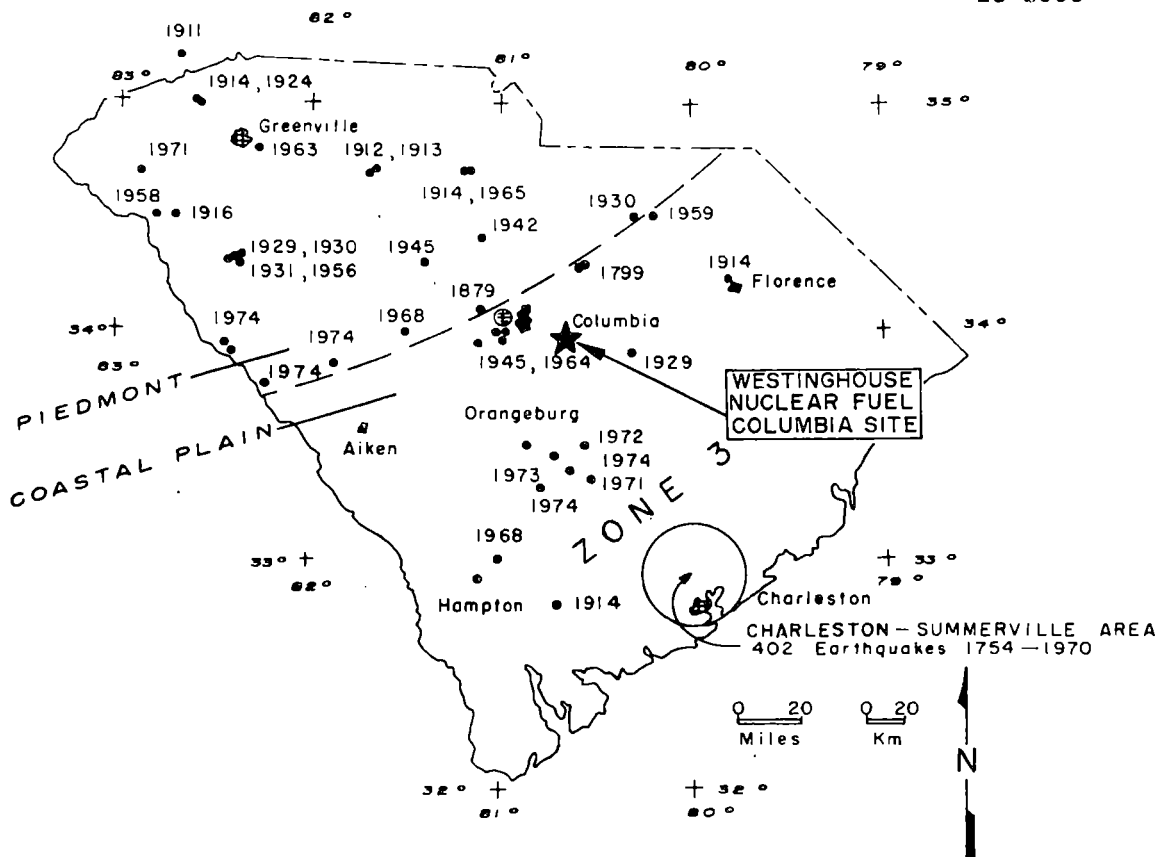 1911
82°
83°
81°
80°
79°
1914, 1924
35°
Greenville
1963
1971
1912, 1913
1914, 1965
1958
1916
1930
1959
1942
1929, 1930
1931, 1956
1945
1799
1914
Florence
1879
34°
83°
1974
1974
1968
Columbia
34°
1945, 1964
1929
1974
PIEDMONT
WESTINGHOUSE
NUCLEAR FUEL
COLUMBIA SITE
COASTAL PLAIN
Aiken
Orangeburg
1972
1974
1973
1971
1974
ZONE 3
1968
33°
82°
33°
79°
Hampton
1914
Charleston
CHARLESTON-SUMMERVILLE AREA
402 Earthquakes 1754-1970
0 20
Miles
0 20
Km
N
32°
81°
32°
80°